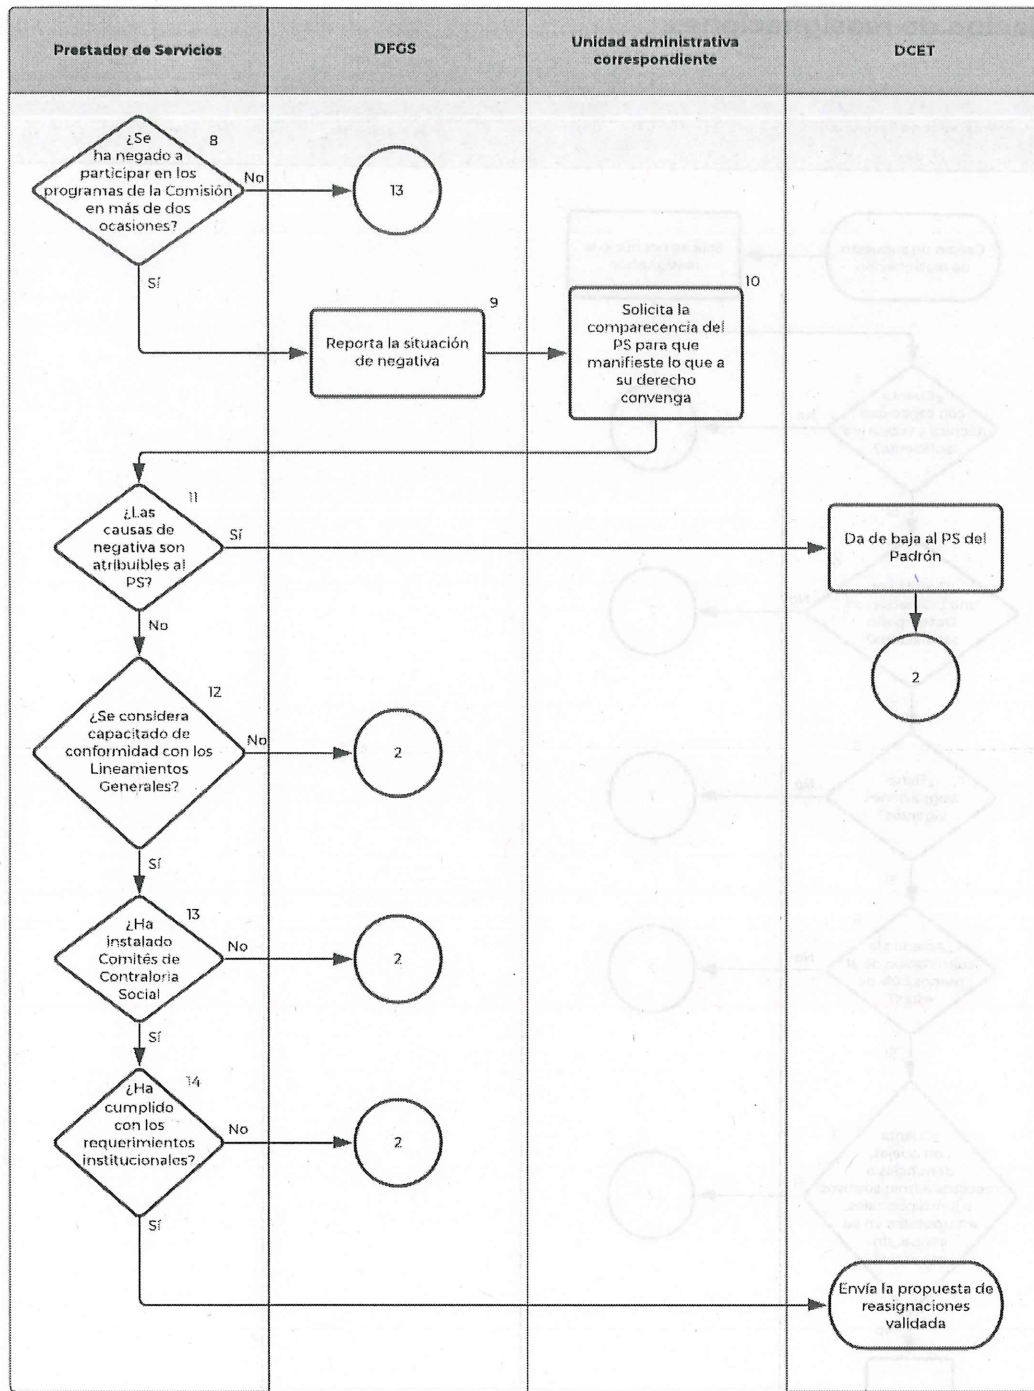 Prestador de Servicios
DFGS
Unidad administrativa
correspondiente
DCET
8
¿Se
ha negado a
participar en los
programas de la Comisión
en más de dos
ocasiones?
No
13
Sí
9
Reporta la situación
de negativa
10
Solicita la
comparecencia del
PS para que
manifieste lo que a
su derecho
convenga
11
¿Las
causas de
negativa son
atribuibles al
PS?
Sí
Da de baja al PS del
Padrón
2
No
12
¿Se considera
capacitado de
conformidad con los
Lineamientos
Generales?
No
2
Sí
13
¿Ha
instalado
Comités de
Contraloria
Social
No
2
Sí
14
¿Ha
cumplido
con los
requerimientos
institucionales?
No
2
Sí
Envía la propuesta de
reasignaciones
validada